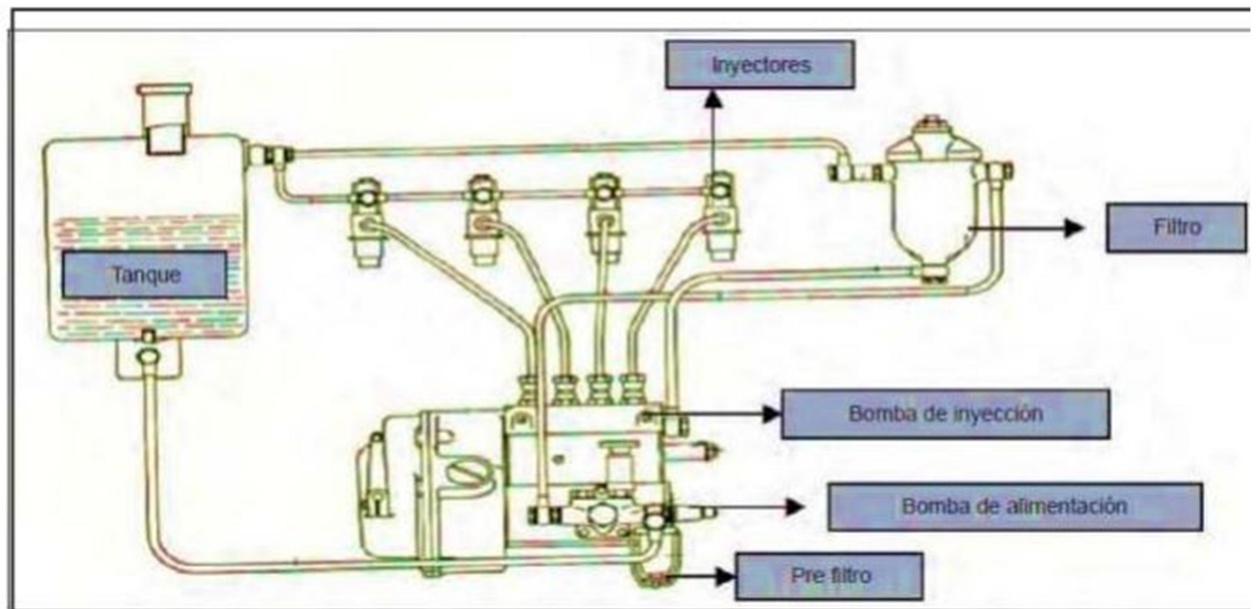 Inyectores
Filtro
Tanque
Bomba de inyección
Bomba de alimentación
Pre filtro